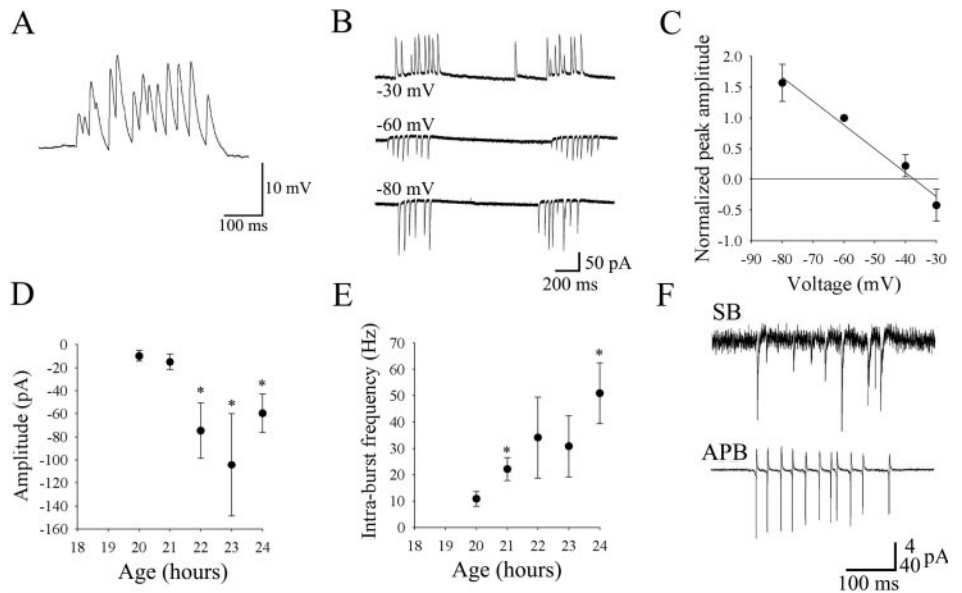 A
10 mV
100 ms
B
-30 mV
-60 mV
-80 mV
50 pA
200 ms
C
Normalized peak amplitude
2.0
1.5
1.0
0.5
0.0
-0.5
-1.0
-90 -80 -70 -60 -50 -40 -30
Voltage (mV)
D
Amplitude (pA)
0
-20
-40
-60
-80
-100
-120
-140
-160
* * *
18 19 20 21 22 23 24
Age (hours)
E
Intra-burst frequency (Hz)
70
60
50
40
30
20
10
0
* *
18 19 20 21 22 23 24
Age (hours)
F
SB
APB
4
40 pA
100 ms